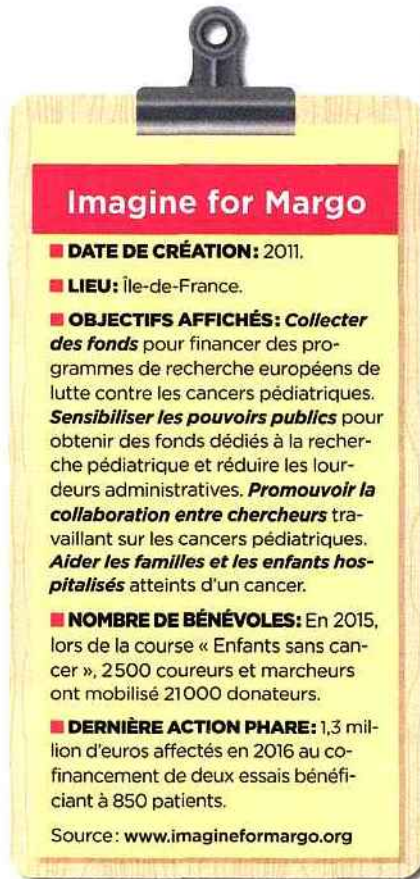 Imagine for Margo
DATE DE CRÉATION: 2011.
LIEU: Île-de-France.
OBJECTIFS AFFICHÉS: Collecter
des fonds pour financer des pro-
grammes de recherche européens de
lutte contre les cancers pédiatriques.
Sensibiliser les pouvoirs publics pour
obtenir des fonds dédiés à la recher-
che pédiatrique et réduire les lour-
deurs administratives. Promouvoir la
collaboration entre chercheurs tra-
vaillant sur les cancers pédiatriques.
Aider les familles et les enfants hos-
pitalisés atteints d'un cancer.
NOMBRE DE BÉNÉVOLES: En 2015,
lors de la course « Enfants sans can-
cer », 2500 coureurs et marcheurs
ont mobilisé 21000 donateurs.
DERNIÈRE ACTION PHARE: 1,3 mil-
lion d'euros affectés en 2016 au co-
financement de deux essais bénéfi-
ciant à 850 patients.
Source: www.imagineformargo.org